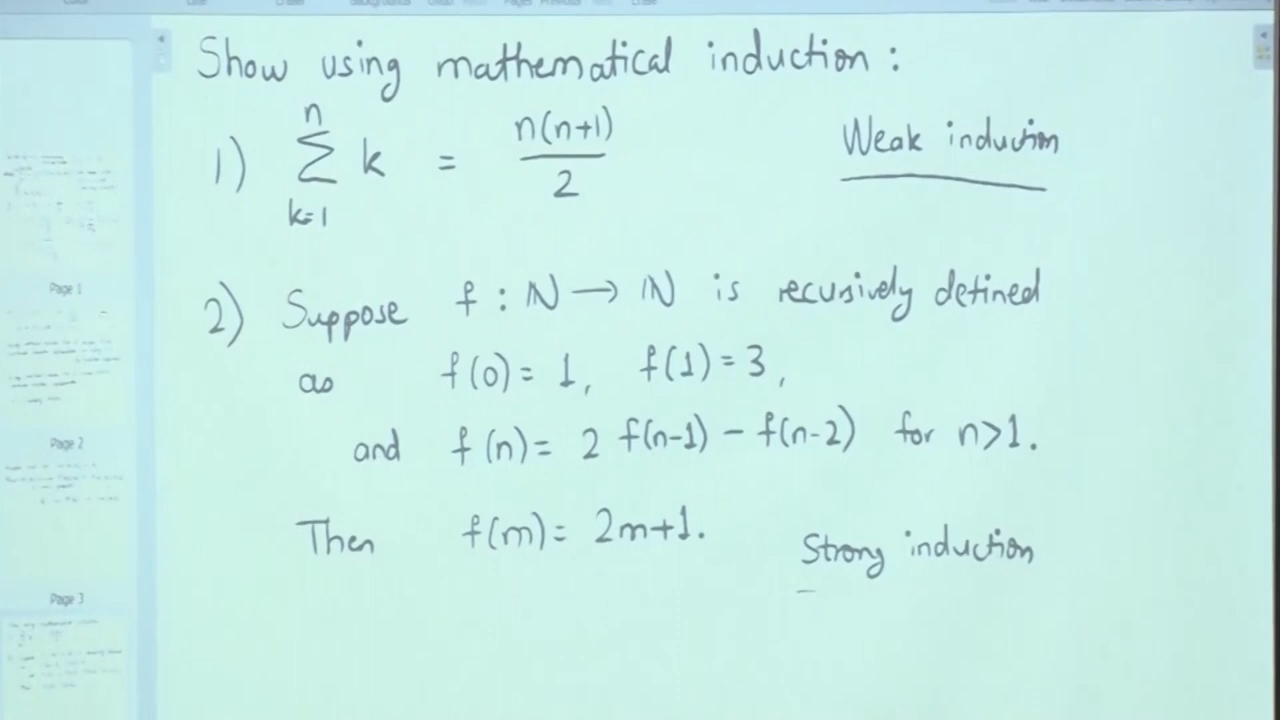 Show using mathematical induction :
1) n ∑ k=1 k = n(n+1) / 2
Weak induction
2) Suppose f : ℕ → ℕ is recursively defined
as f(0) = 1, f(1) = 3,
and f(n) = 2 f(n-1) - f(n-2) for n>1.
Then f(m) = 2m+1.
Strong induction
Page 1
Page 2
Page 3